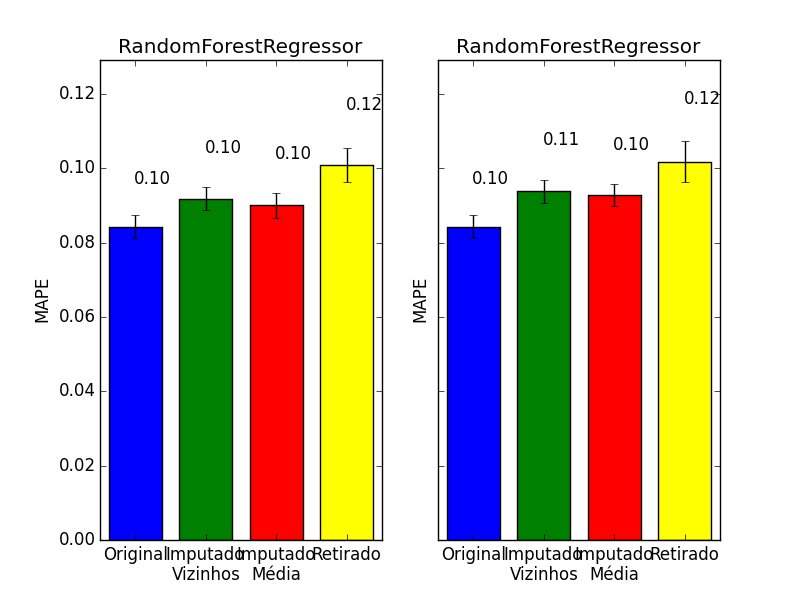 RandomForestRegressor
0.12
0.10
0.08
0.06
0.04
0.02
0.00
MAPE
0.10
0.10
0.10
0.12
Original
Imputado
Vizinhos
Imputado
Média
Retirado
RandomForestRegressor
MAPE
0.10
0.11
0.10
0.12
Original
Imputado
Vizinhos
Imputado
Média
Retirado